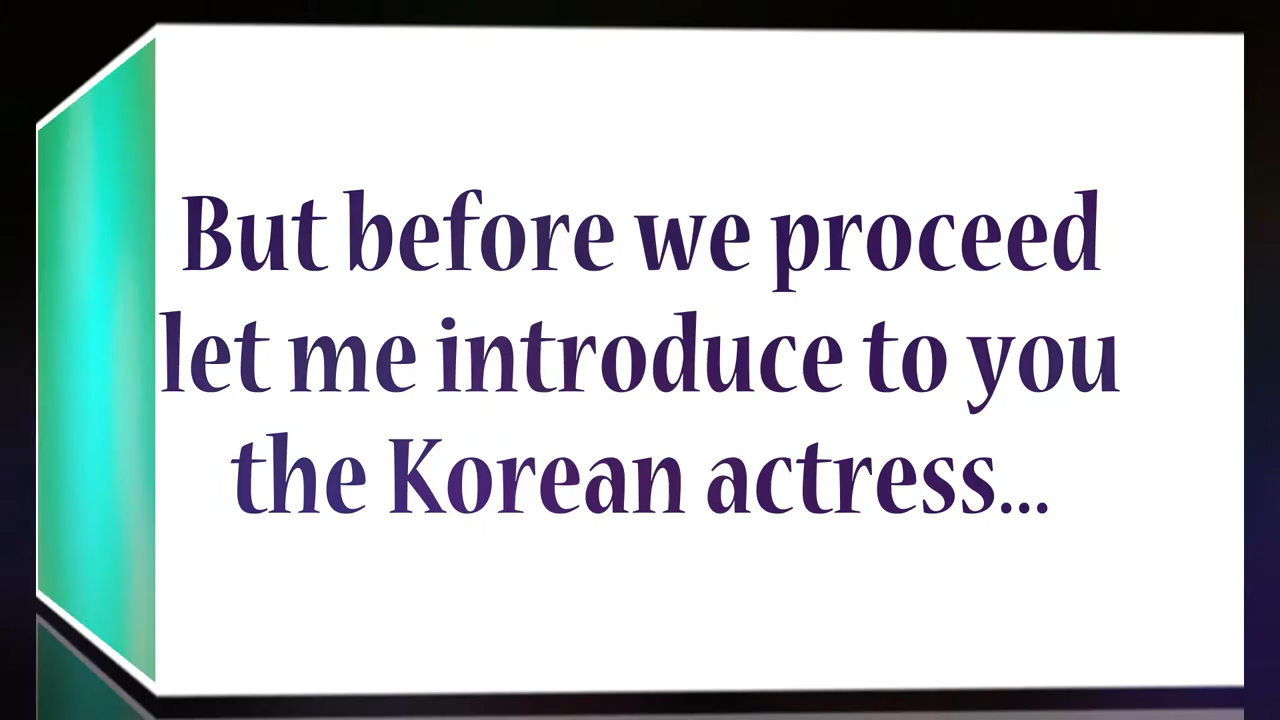 But before we proceed
let me introduce to you
the Korean actress...